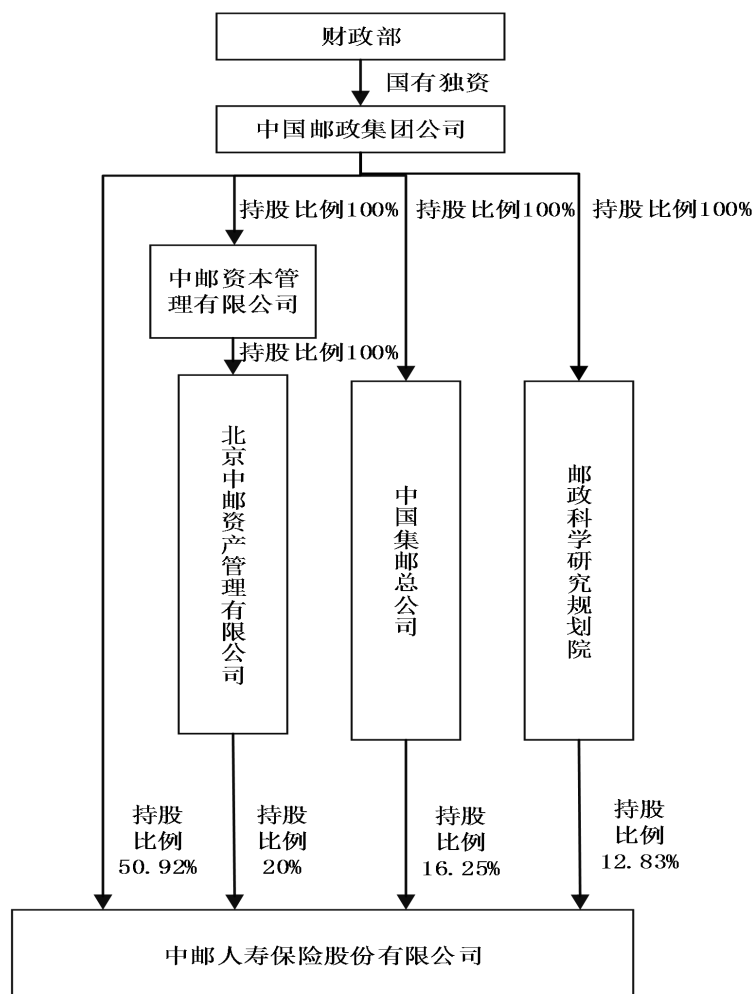 财政部
国有独资
中国邮政集团公司
持股比例100%
持股比例100%
持股比例100%
中邮资本管
理有限公司
持股比例100%
北京中邮资产管理有限公司
中国集邮总公司
邮政科学研究规划院
持股
比例
50.92%
持股
比例
20%
持股
比例
16.25%
持股
比例
12.83%
中邮人寿保险股份有限公司